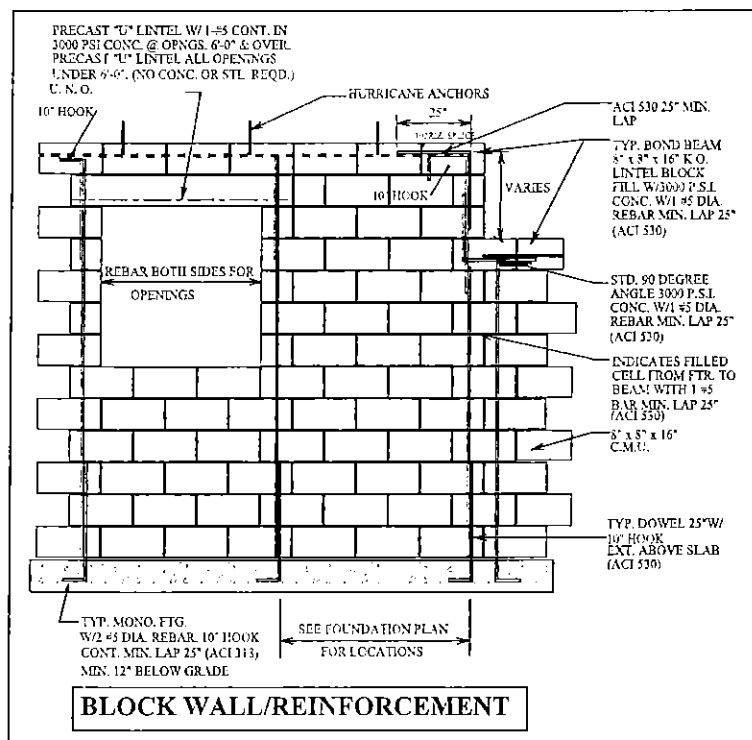 PRECAST "U" LINTEL W/ 1-#5 CONT. IN
3000 PSI CONC. @ OPNGS. 6'-0" & OVER.
PRECAST "U" LINTEL ALL OPENINGS
UNDER 6'-0". (NO CONC. OR STL. REQD.)
U. N. O.
10" HOOK
HURRICANE ANCHORS
25"
10" HOOK
VARIES
ACI 530 25" MIN.
LAP
TYP. BOND BEAM
8" x 8" x 16" K.O.
LINTEL BLOCK
FILL W/3000 P.S.I.
CONC. W/1 #5 DIA.
REBAR MIN. LAP 25"
(ACI 530)
REBAR BOTH SIDES FOR
OPENINGS
STD. 90 DEGREE
ANGLE 3000 P.S.I.
CONC. W/1 #5 DIA.
REBAR MIN. LAP 25"
(ACI 530)
INDICATES FILLED
CELL FROM FTR. TO
BEAM WITH 1 #5
BAR MIN. LAP 25"
(ACI 530)
8" x 8" x 16"
C.M.U.
TYP. DOWEL 25"W/
10" HOOK
EXT. ABOVE SLAB
(ACI 530)
TYP. MONO. FTG.
W/2 #5 DIA. REBAR. 10" HOOK
CONT. MIN. LAP 25" (ACI 318)
MIN. 12" BELOW GRADE
SEE FOUNDATION PLAN
FOR LOCATIONS
BLOCK WALL/REINFORCEMENT